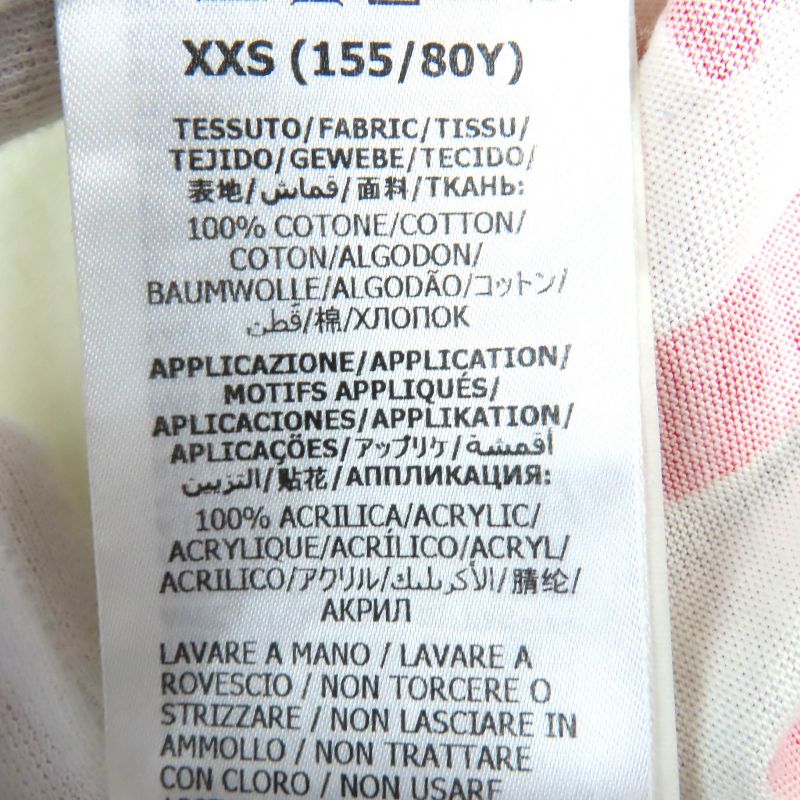 XXS (155/80Y)
TESSUTO/FABRIC/TISSU/
TEJIDO/GEWEBE/TECIDO/
表地/قماش/面料/ТКАНЬ:
100% COTONE/COTTON/
COTON/ALGODON/
BAUMWOLLE/ALGODÃO/コットン/
قطن/棉/ХЛОПОК
APPLICAZIONE/APPLICATION/
MOTIFS APPLIQUÉS/
APLICACIONES/APPLIKATION/
APLICAÇÕES/アップリケ/أقمشة
التزيين/贴花/АППЛИКАЦИЯ:
100% ACRILICA/ACRYLIC/
ACRYLIQUE/ACRÍLICO/ACRYL/
ACRILICO/アクリル/الأكريليك/腈纶/
АКРИЛ
LAVARE A MANO / LAVARE A
ROVESCIO / NON TORCERE O
STRIZZARE / NON LASCIARE IN
AMMOLLO / NON TRATTARE
CON CLORO / NON USARE